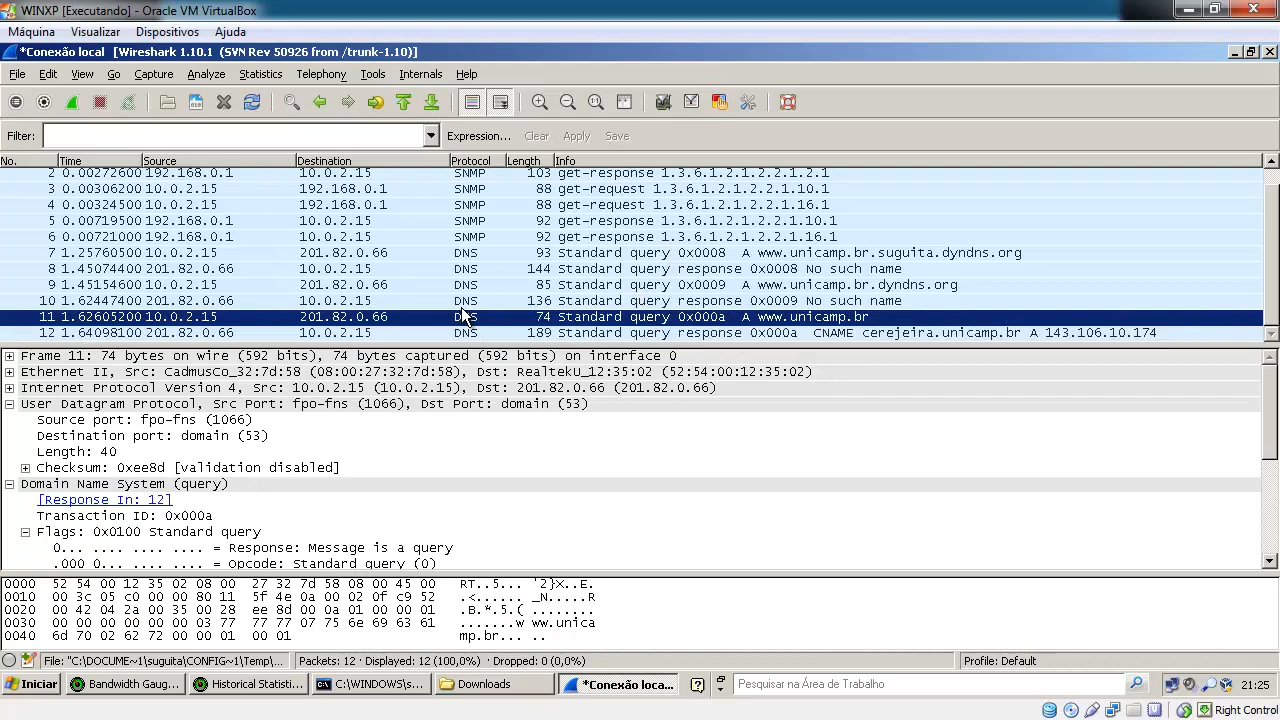 WINXP [Executando] - Oracle VM VirtualBox
Máquina Visualizar Dispositivos Ajuda
*Conexão local [Wireshark 1.10.1 (SVN Rev 50926 from /trunk-1.10)]
File Edit View Go Capture Analyze Statistics Telephony Tools Internals Help
Filter: Expression... Clear Apply Save
No. Time Source Destination Protocol Length Info
2 0.00272600 192.168.0.1 10.0.2.15 SNMP 103 get-response 1.3.6.1.2.1.2.2.1.2.1
3 0.00306200 10.0.2.15 192.168.0.1 SNMP 88 get-request 1.3.6.1.2.1.2.2.1.10.1
4 0.00324500 10.0.2.15 192.168.0.1 SNMP 88 get-request 1.3.6.1.2.1.2.2.1.16.1
5 0.00719500 192.168.0.1 10.0.2.15 SNMP 92 get-response 1.3.6.1.2.1.2.2.1.10.1
6 0.00721000 192.168.0.1 10.0.2.15 SNMP 92 get-response 1.3.6.1.2.1.2.2.1.16.1
7 1.25760500 10.0.2.15 201.82.0.66 DNS 93 Standard query 0x0008 A www.unicamp.br.suguita.dyndns.org
8 1.45074400 201.82.0.66 10.0.2.15 DNS 144 Standard query response 0x0008 No such name
9 1.45154600 10.0.2.15 201.82.0.66 DNS 85 Standard query 0x0009 A www.unicamp.br.dyndns.org
10 1.62447400 201.82.0.66 10.0.2.15 DNS 136 Standard query response 0x0009 No such name
11 1.62605200 10.0.2.15 201.82.0.66 DNS 74 Standard query 0x000a A www.unicamp.br
12 1.64098100 201.82.0.66 10.0.2.15 DNS 189 Standard query response 0x000a CNAME cerejeira.unicamp.br A 143.106.10.174
Frame 11: 74 bytes on wire (592 bits), 74 bytes captured (592 bits) on interface 0
Ethernet II, Src: CadmusCo_32:7d:58 (08:00:27:32:7d:58), Dst: RealtekU_12:35:02 (52:54:00:12:35:02)
Internet Protocol Version 4, Src: 10.0.2.15 (10.0.2.15), Dst: 201.82.0.66 (201.82.0.66)
User Datagram Protocol, Src Port: fpo-fns (1066), Dst Port: domain (53)
Source port: fpo-fns (1066)
Destination port: domain (53)
Length: 40
Checksum: 0xee8d [validation disabled]
Domain Name System (query)
[Response In: 12]
Transaction ID: 0x000a
Flags: 0x0100 Standard query
0... .... .... .... = Response: Message is a query
.000 0... .... .... = Opcode: Standard query (0)
0000 52 54 00 12 35 02 08 00 27 32 7d 58 08 00 45 00 RT..5... '2}X..E.
0010 00 3c 05 c0 00 00 80 11 5f 4e 0a 00 02 0f c9 52 .<...... _N.....R
0020 00 42 04 2a 00 35 00 28 ee 8d 00 0a 01 00 00 01 .B.*.5.( ........
0030 00 00 00 00 00 00 03 77 77 77 07 75 6e 69 63 61 .......w ww.unica
0040 6d 70 02 62 72 00 00 01 00 01 mp.br... ..
File: "C:\DOCUME~1\suguita\CONFIG~1\Temp\... Packets: 12 · Displayed: 12 (100,0%) · Dropped: 0 (0,0%) Profile: Default
Iniciar Bandwidth Gaug... Historical Statisti... C:\WINDOWS\s... Downloads *Conexão loca... Pesquisar na Área de Trabalho 21:25
Right Control